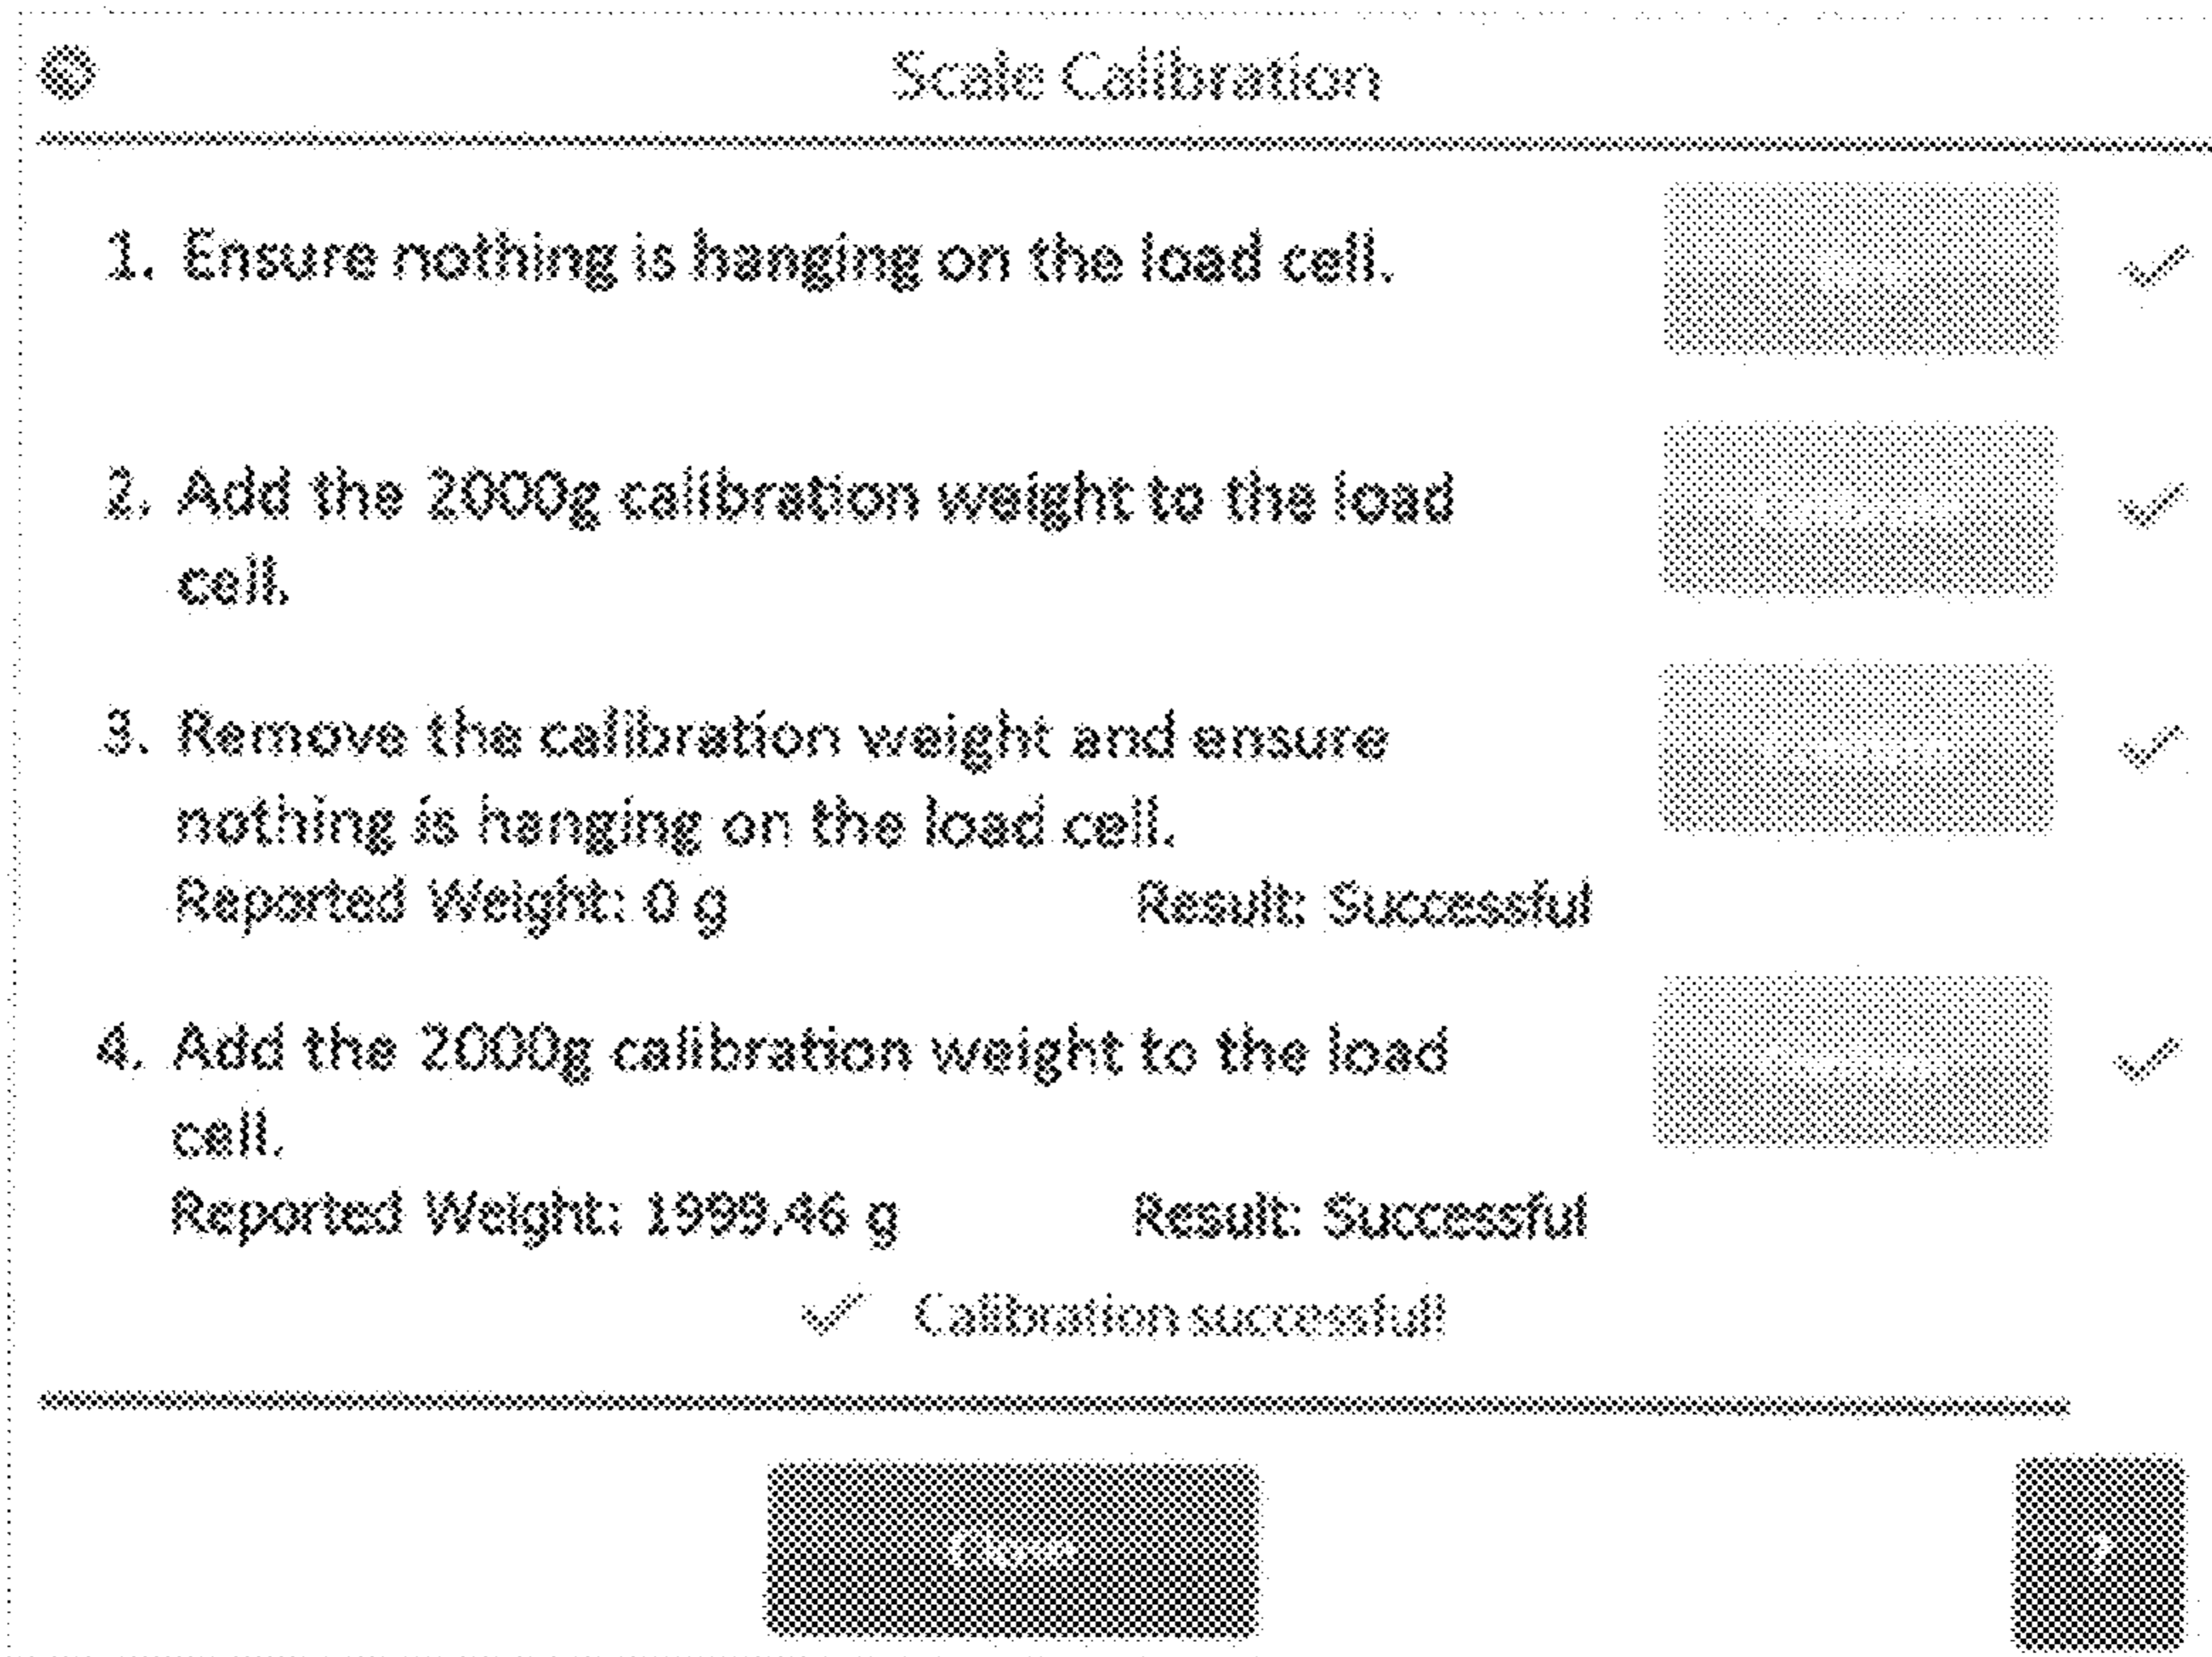 Scale Calibration
1. Ensure nothing is hanging on the load cell.
2. Add the 2000g calibration weight to the load
cell.
3. Remove the calibration weight and ensure
nothing is hanging on the load cell.
Reported Weight: 0 g Result: Successful
4. Add the 2000g calibration weight to the load
cell.
Reported Weight: 1999.46 g Result: Successful
✓ Calibration successful!
?